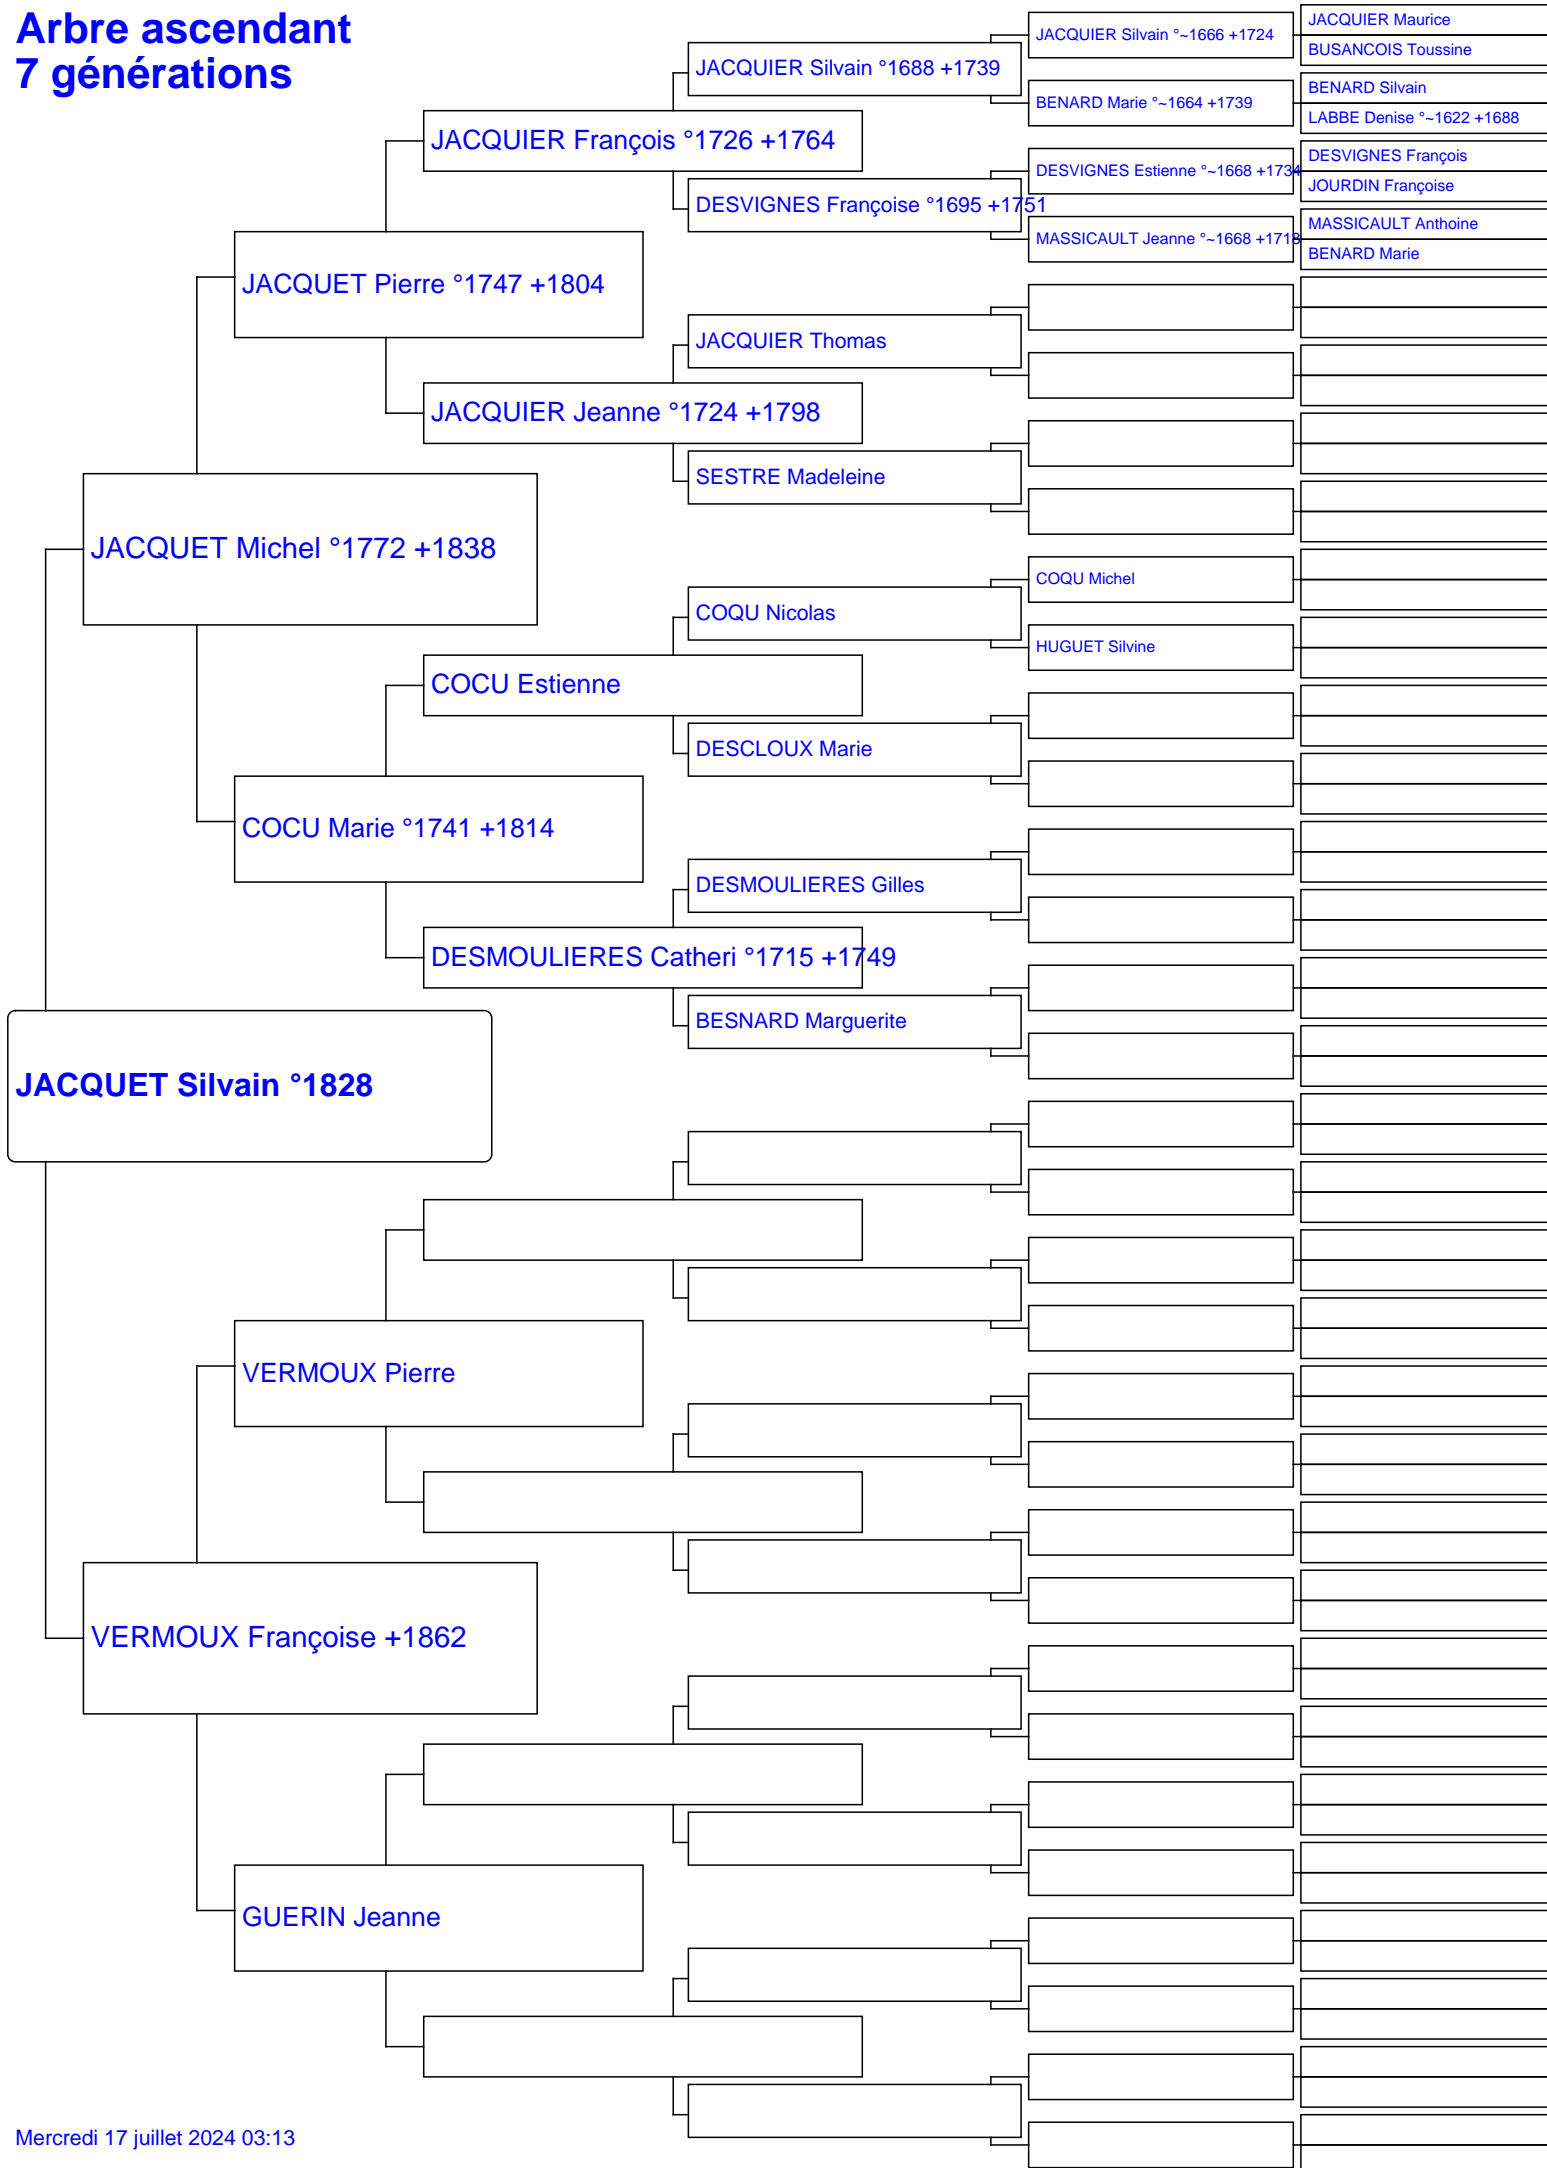 Arbre ascendant
7 générations
JACQUIER Maurice
JACQUIER Silvain °~1666 +1724
BUSANCOIS Toussine
JACQUIER Silvain °1688 +1739
BENARD Silvain
BENARD Marie °~1664 +1739
LABBE Denise °~1622 +1688
JACQUIER François °1726 +1764
DESVIGNES François
DESVIGNES Estienne °~1668 +1734
JOURDIN Françoise
DESVIGNES Françoise °1695 +1751
MASSICAULT Anthoine
MASSICAULT Jeanne °~1668 +1718
BENARD Marie
JACQUET Pierre °1747 +1804
JACQUIER Thomas
JACQUIER Jeanne °1724 +1798
SESTRE Madeleine
JACQUET Michel °1772 +1838
COQU Michel
COQU Nicolas
HUGUET Silvine
COCU Estienne
DESCLOUX Marie
COCU Marie °1741 +1814
DESMOULIERES Gilles
DESMOULIERES Catheri °1715 +1749
BESNARD Marguerite
JACQUET Silvain °1828
VERMOUX Pierre
VERMOUX Françoise +1862
GUERIN Jeanne
Mercredi 17 juillet 2024 03:13